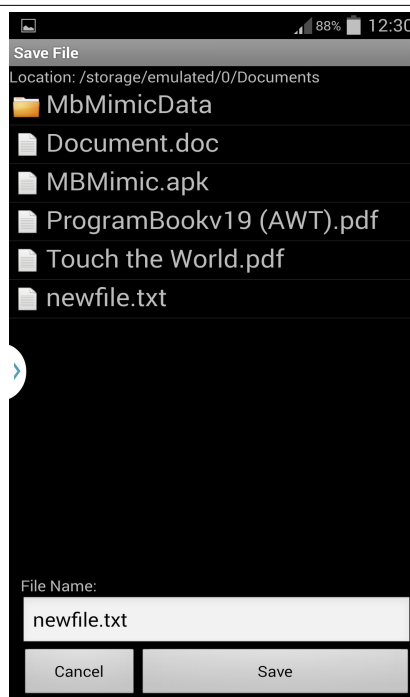 88% 12:30
Save File
Location: /storage/emulated/0/Documents
MbMimicData
Document.doc
MBMimic.apk
ProgramBookv19 (AWT).pdf
Touch the World.pdf
newfile.txt
File Name:
newfile.txt
Cancel Save